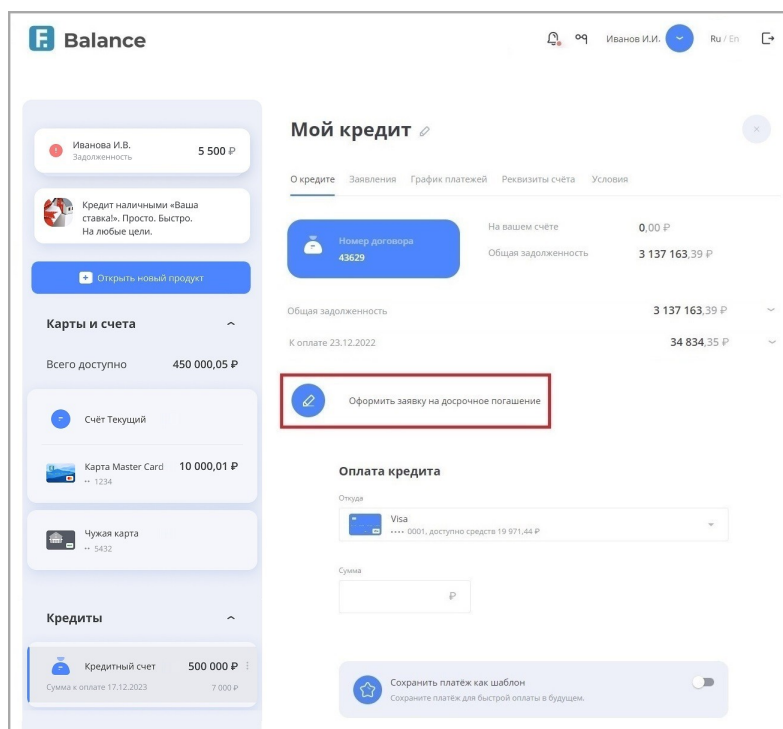 F. Balance
Иванов И.И.
Ru / En
Иванова И.В.
Задолженность
5 500 ₽
Кредит наличными «Ваша
ставка!». Просто. Быстро.
На любые цели.
Открыть новый продукт
Карты и счета
Всего доступно 450 000,05 ₽
Счёт Текущий
Карта Master Card 10 000,01 ₽
•• 1234
Чужая карта
•• 5432
Кредиты
Кредитный счет 500 000 ₽
Сумма к оплате 17.12.2023 7 000 ₽
Мой кредит
О кредите Заявления График платежей Реквизиты счёта Условия
Номер договора
43629
На вашем счёте 0,00 ₽
Общая задолженность 3 137 163,39 ₽
Общая задолженность 3 137 163,39 ₽
К оплате 23.12.2022 34 834,35 ₽
Оформить заявку на досрочное погашение
Оплата кредита
Откуда
Visa
•••• 0001, доступно средств 19 971,44 ₽
Сумма
₽
Сохранить платёж как шаблон
Сохраните платёж для быстрой оплаты в будущем.